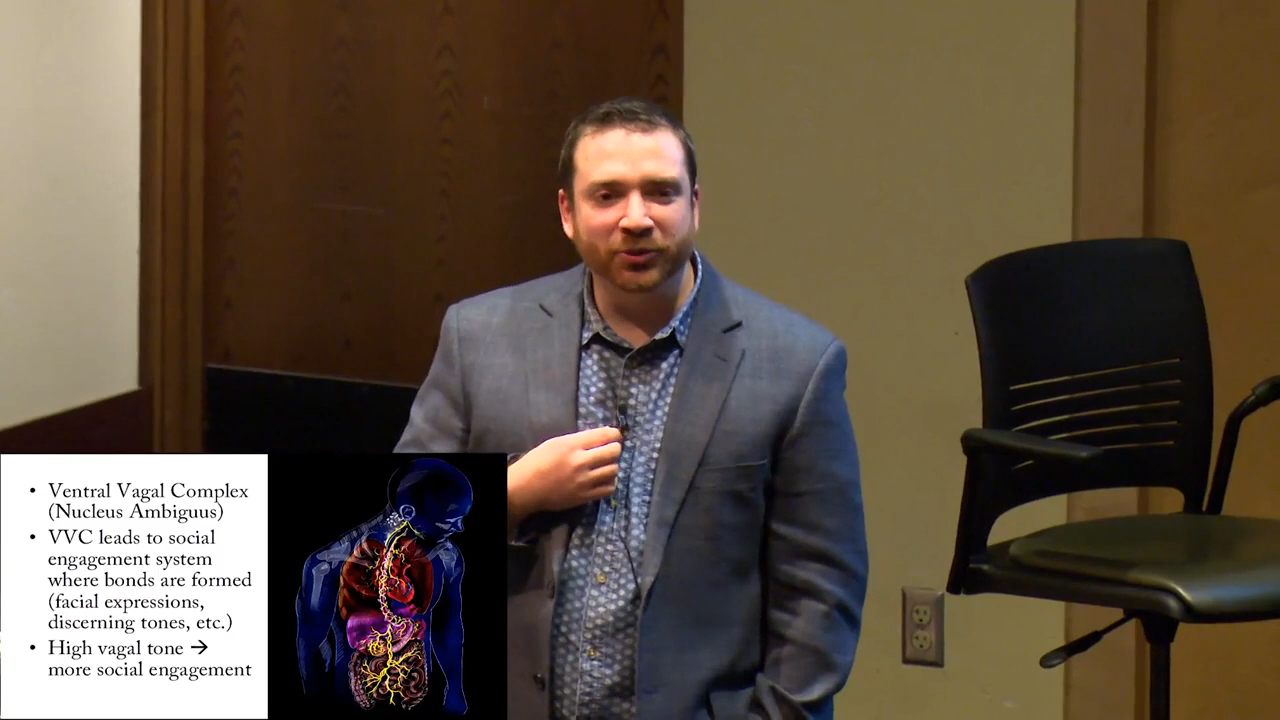 • Ventral Vagal Complex
(Nucleus Ambiguus)
• VVC leads to social
engagement system
where bonds are formed
(facial expressions,
discerning tones, etc.)
• High vagal tone →
more social engagement